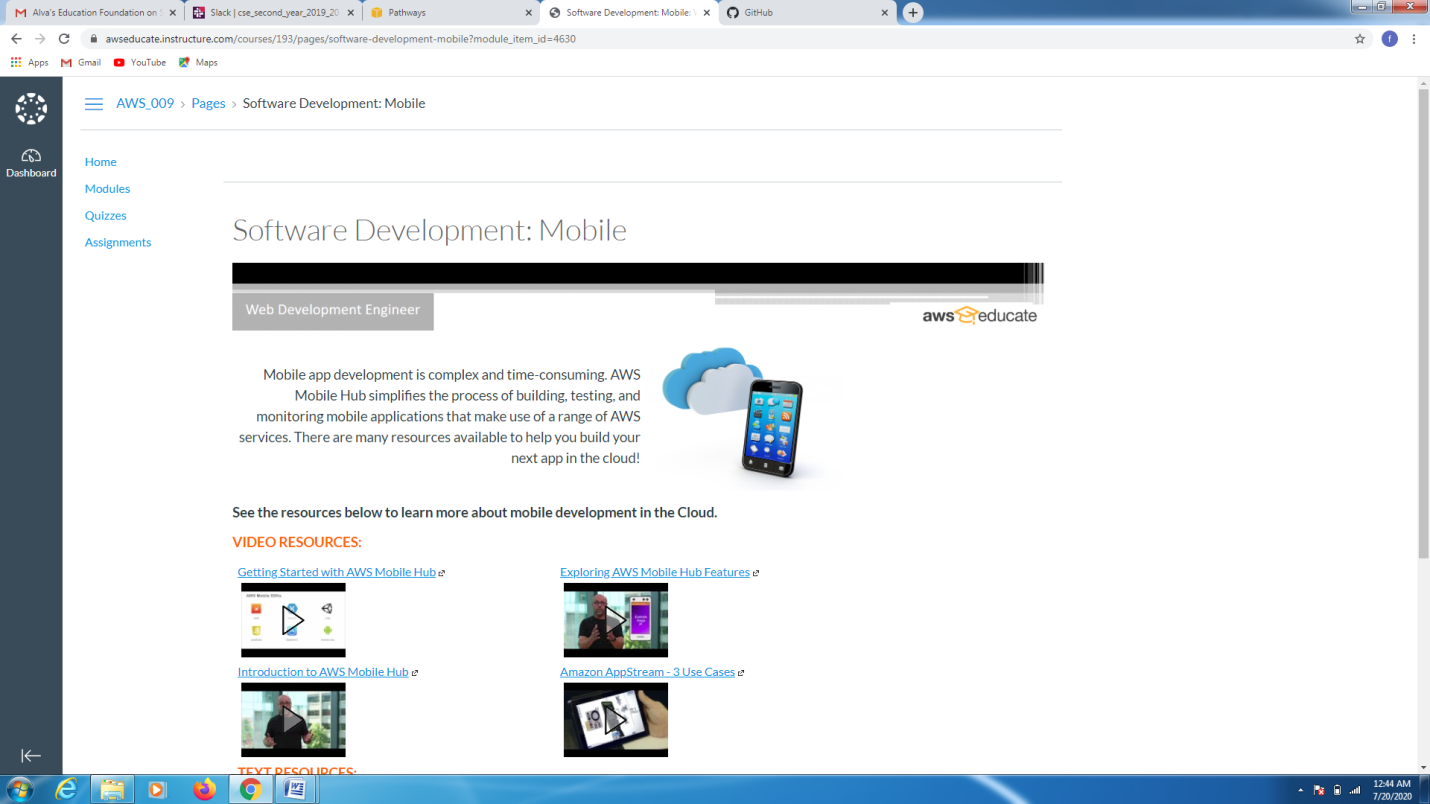 Alva's Education Foundation on S
Slack | cse_second_year_2019_20
Pathways
Software Development: Mobile: W
GitHub
awseducate.instructure.com/courses/193/pages/software-development-mobile?module_item_id=4630
f
Apps
Gmail
YouTube
Maps
AWS_009 › Pages › Software Development: Mobile
Dashboard
Home
Modules
Quizzes
Assignments
Software Development: Mobile
Web Development Engineer
aws educate
Mobile app development is complex and time-consuming. AWS
Mobile Hub simplifies the process of building, testing, and
monitoring mobile applications that make use of a range of AWS
services. There are many resources available to help you build your
next app in the cloud!
See the resources below to learn more about mobile development in the Cloud.
VIDEO RESOURCES:
Getting Started with AWS Mobile Hub
Exploring AWS Mobile Hub Features
Introduction to AWS Mobile Hub
Amazon AppStream - 3 Use Cases
TEXT RESOURCES:
12:44 AM
7/20/2020